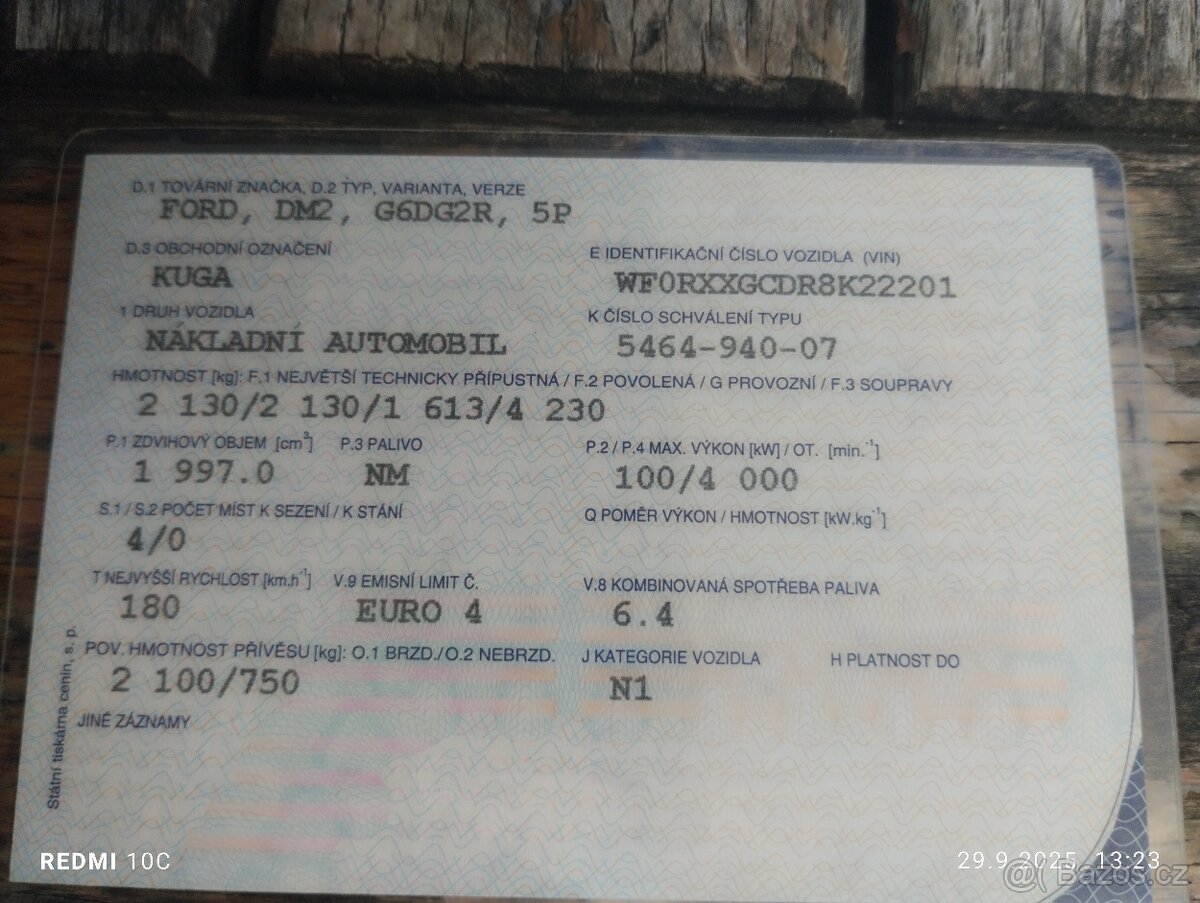 D.1 TOVÁRNÍ ZNAČKA, D.2 TYP, VARIANTA, VERZE
FORD, DM2, G6DG2R, 5P
D.3 OBCHODNÍ OZNAČENÍ E IDENTIFIKAČNÍ ČÍSLO VOZIDLA (VIN)
KUGA WF0RXXGCDR8K22201
1 DRUH VOZIDLA K ČÍSLO SCHVÁLENÍ TYPU
NÁKLADNÍ AUTOMOBIL 5464-940-07
HMOTNOST [kg]: F.1 NEJVĚTŠÍ TECHNICKY PŘÍPUSTNÁ / F.2 POVOLENÁ / G PROVOZNÍ / F.3 SOUPRAVY
2 130/2 130/1 613/4 230
P.1 ZDVIHOVÝ OBJEM [cm³] P.3 PALIVO P.2 / P.4 MAX. VÝKON [kW] / OT. [min.⁻¹]
1 997.0 NM 100/4 000
S.1 / S.2 POČET MÍST K SEZENÍ / K STÁNÍ Q POMĚR VÝKON / HMOTNOST [kW.kg⁻¹]
4/0
T NEJVYŠŠÍ RYCHLOST [km.h⁻¹] V.9 EMISNÍ LIMIT Č. V.8 KOMBINOVANÁ SPOTŘEBA PALIVA
180 EURO 4 6.4
POV. HMOTNOST PŘÍVĚSU [kg]: O.1 BRZD./O.2 NEBRZD. J KATEGORIE VOZIDLA H PLATNOST DO
2 100/750 N1
JINÉ ZÁZNAMY
Státní tiskárna cenin, s. p.
REDMI 10C 29.9.2025 13:23
@( Bazos.cz